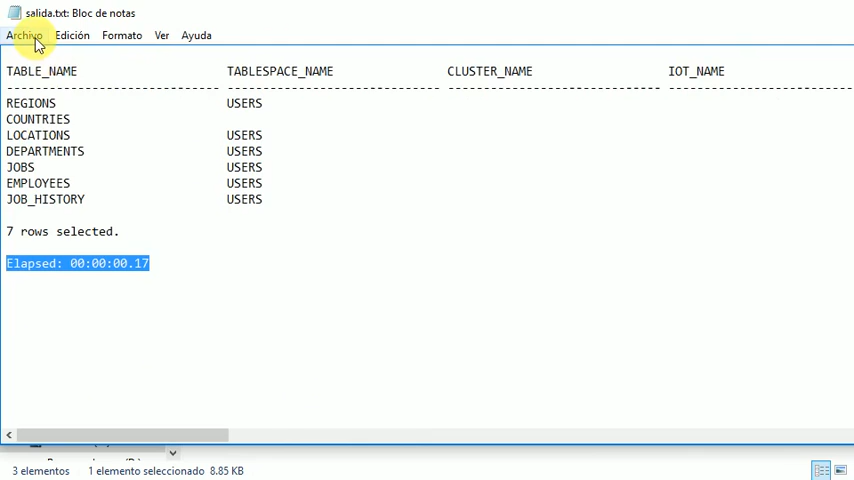 salida.txt: Bloc de notas
Archivo Edición Formato Ver Ayuda
TABLE_NAME TABLESPACE_NAME CLUSTER_NAME IOT_NAME
------------------------------ ------------------------------ ------------------------------ --------------------------
REGIONS USERS
COUNTRIES
LOCATIONS USERS
DEPARTMENTS USERS
JOBS USERS
EMPLOYEES USERS
JOB_HISTORY USERS
7 rows selected.
Elapsed: 00:00:00.17
3 elementos 1 elemento seleccionado 8.85 KB